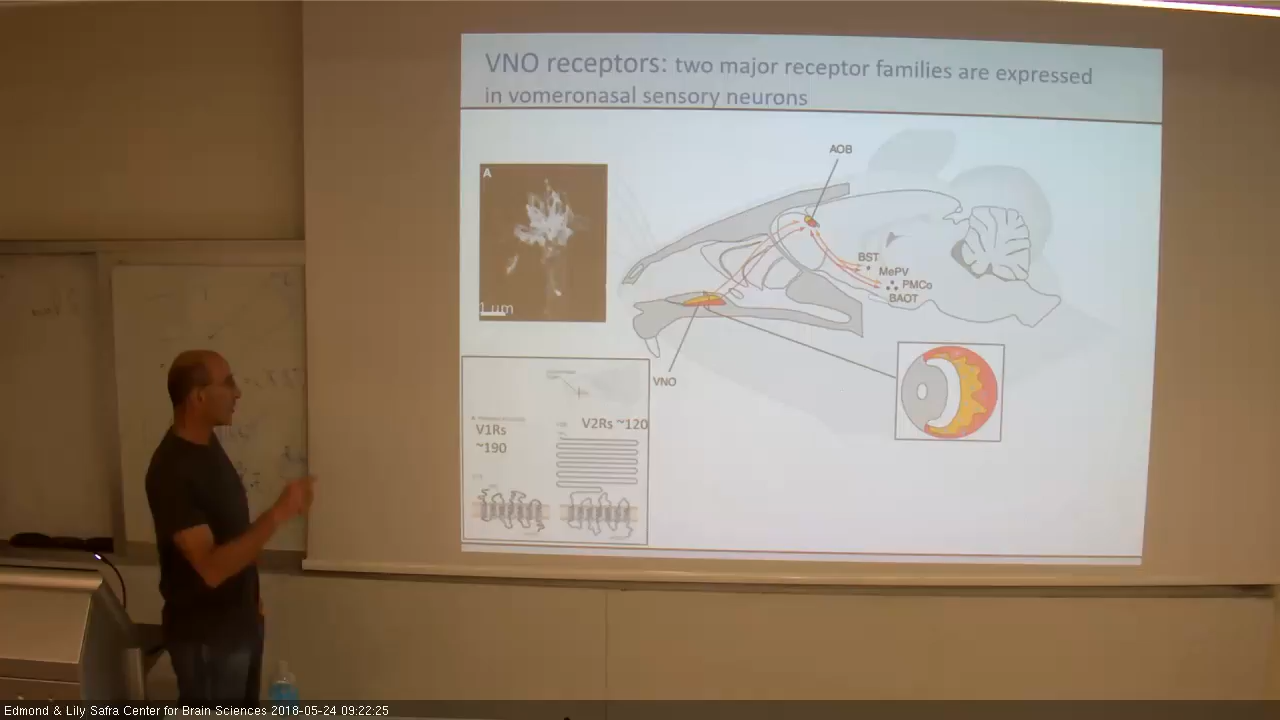 VNO receptors: two major receptor families are expressed
in vomeronasal sensory neurons
AOB
A
BST
MePV
PMCo
BAOT
1 µm
VNO
V1Rs
~190
V2Rs ~120
Edmond & Lily Safra Center for Brain Sciences 2018-05-24 09:22:25